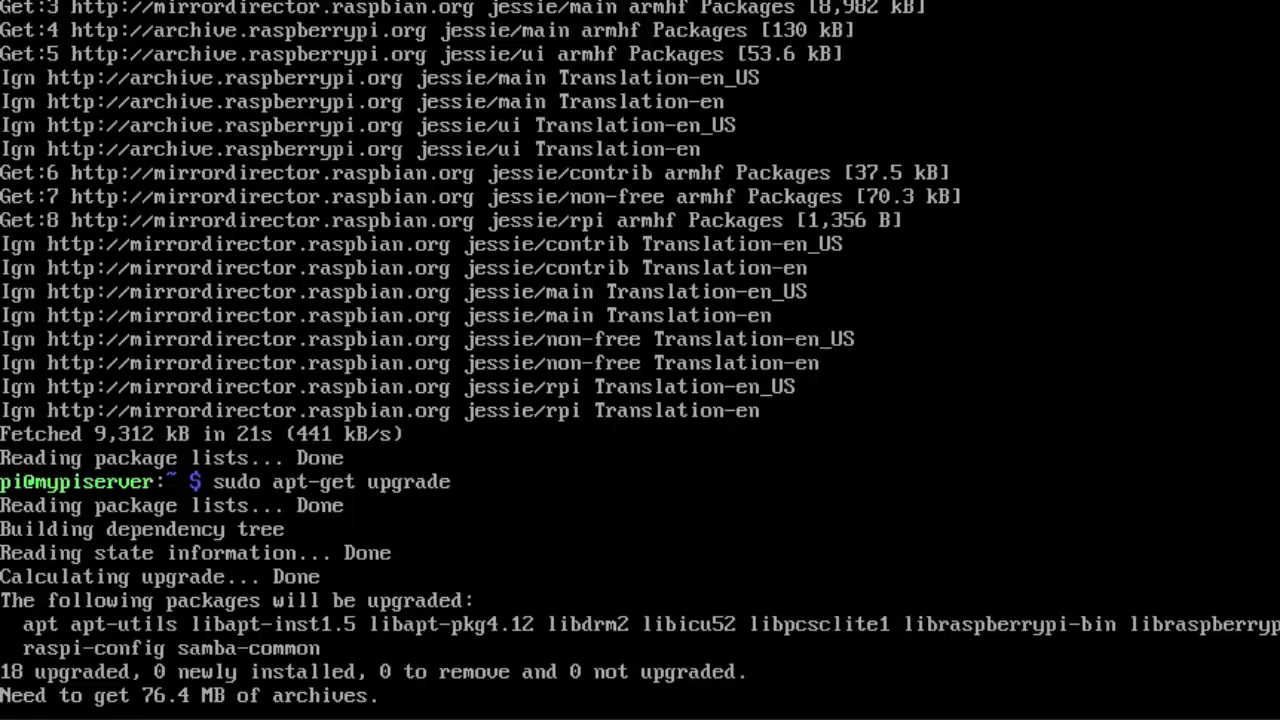 Get:3 http://mirrordirector.raspbian.org jessie/main armhf Packages [8,982 kB]
Get:4 http://archive.raspberrypi.org jessie/main armhf Packages [130 kB]
Get:5 http://archive.raspberrypi.org jessie/ui armhf Packages [53.6 kB]
Ign http://archive.raspberrypi.org jessie/main Translation-en_US
Ign http://archive.raspberrypi.org jessie/main Translation-en
Ign http://archive.raspberrypi.org jessie/ui Translation-en_US
Ign http://archive.raspberrypi.org jessie/ui Translation-en
Get:6 http://mirrordirector.raspbian.org jessie/contrib armhf Packages [37.5 kB]
Get:7 http://mirrordirector.raspbian.org jessie/non-free armhf Packages [70.3 kB]
Get:8 http://mirrordirector.raspbian.org jessie/rpi armhf Packages [1,356 B]
Ign http://mirrordirector.raspbian.org jessie/contrib Translation-en_US
Ign http://mirrordirector.raspbian.org jessie/contrib Translation-en
Ign http://mirrordirector.raspbian.org jessie/main Translation-en_US
Ign http://mirrordirector.raspbian.org jessie/main Translation-en
Ign http://mirrordirector.raspbian.org jessie/non-free Translation-en_US
Ign http://mirrordirector.raspbian.org jessie/non-free Translation-en
Ign http://mirrordirector.raspbian.org jessie/rpi Translation-en_US
Ign http://mirrordirector.raspbian.org jessie/rpi Translation-en
Fetched 9,312 kB in 21s (441 kB/s)
Reading package lists... Done
pi@mypiserver:~ $ sudo apt-get upgrade
Reading package lists... Done
Building dependency tree
Reading state information... Done
Calculating upgrade... Done
The following packages will be upgraded:
apt apt-utils libapt-inst1.5 libapt-pkg4.12 libdrm2 libicu52 libpcsclite1 libraspberrypi-bin libraspberryp
raspi-config samba-common
18 upgraded, 0 newly installed, 0 to remove and 0 not upgraded.
Need to get 76.4 MB of archives.